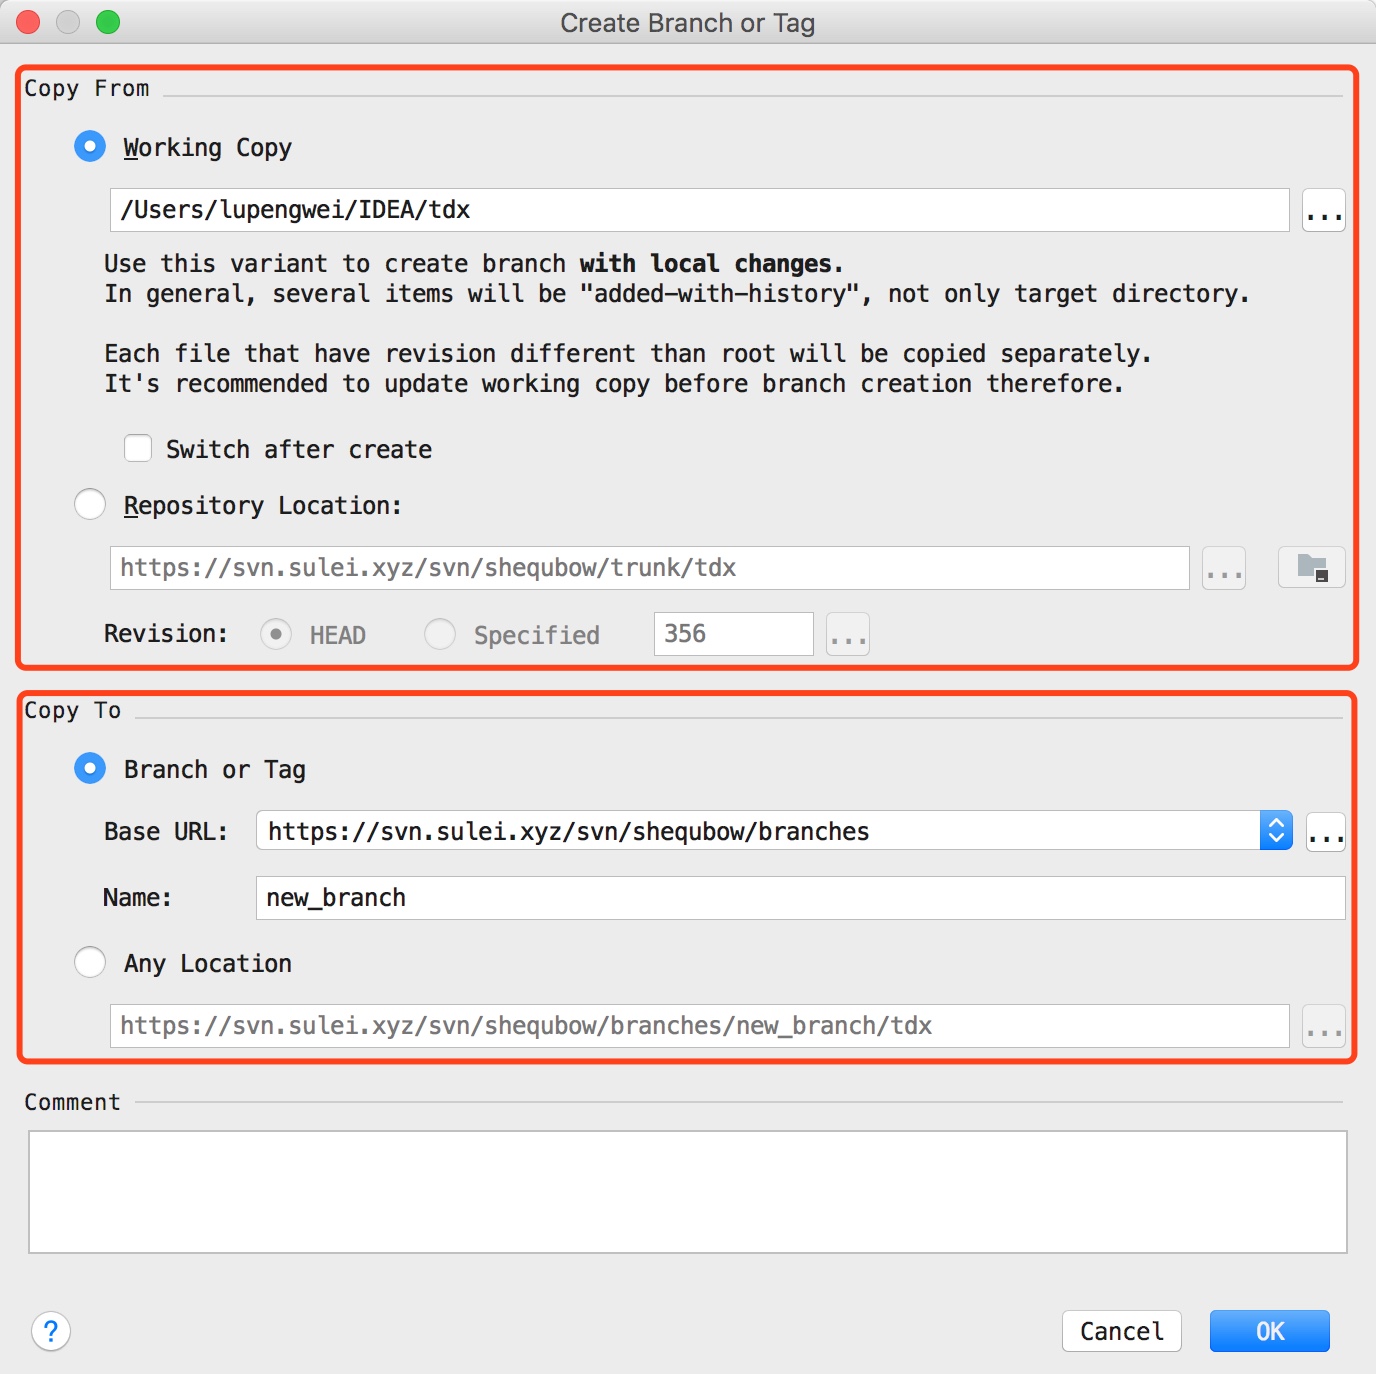 Create Branch or Tag
Copy From
Working Copy
/Users/lupengwei/IDEA/tdx
...
Use this variant to create branch with local changes.
In general, several items will be "added-with-history", not only target directory.
Each file that have revision different than root will be copied separately.
It's recommended to update working copy before branch creation therefore.
Switch after create
Repository Location:
https://svn.sulei.xyz/svn/shequbow/trunk/tdx
...
Revision: HEAD Specified 356 ...
Copy To
Branch or Tag
Base URL: https://svn.sulei.xyz/svn/shequbow/branches ...
Name: new_branch
Any Location
https://svn.sulei.xyz/svn/shequbow/branches/new_branch/tdx
...
Comment
? Cancel OK